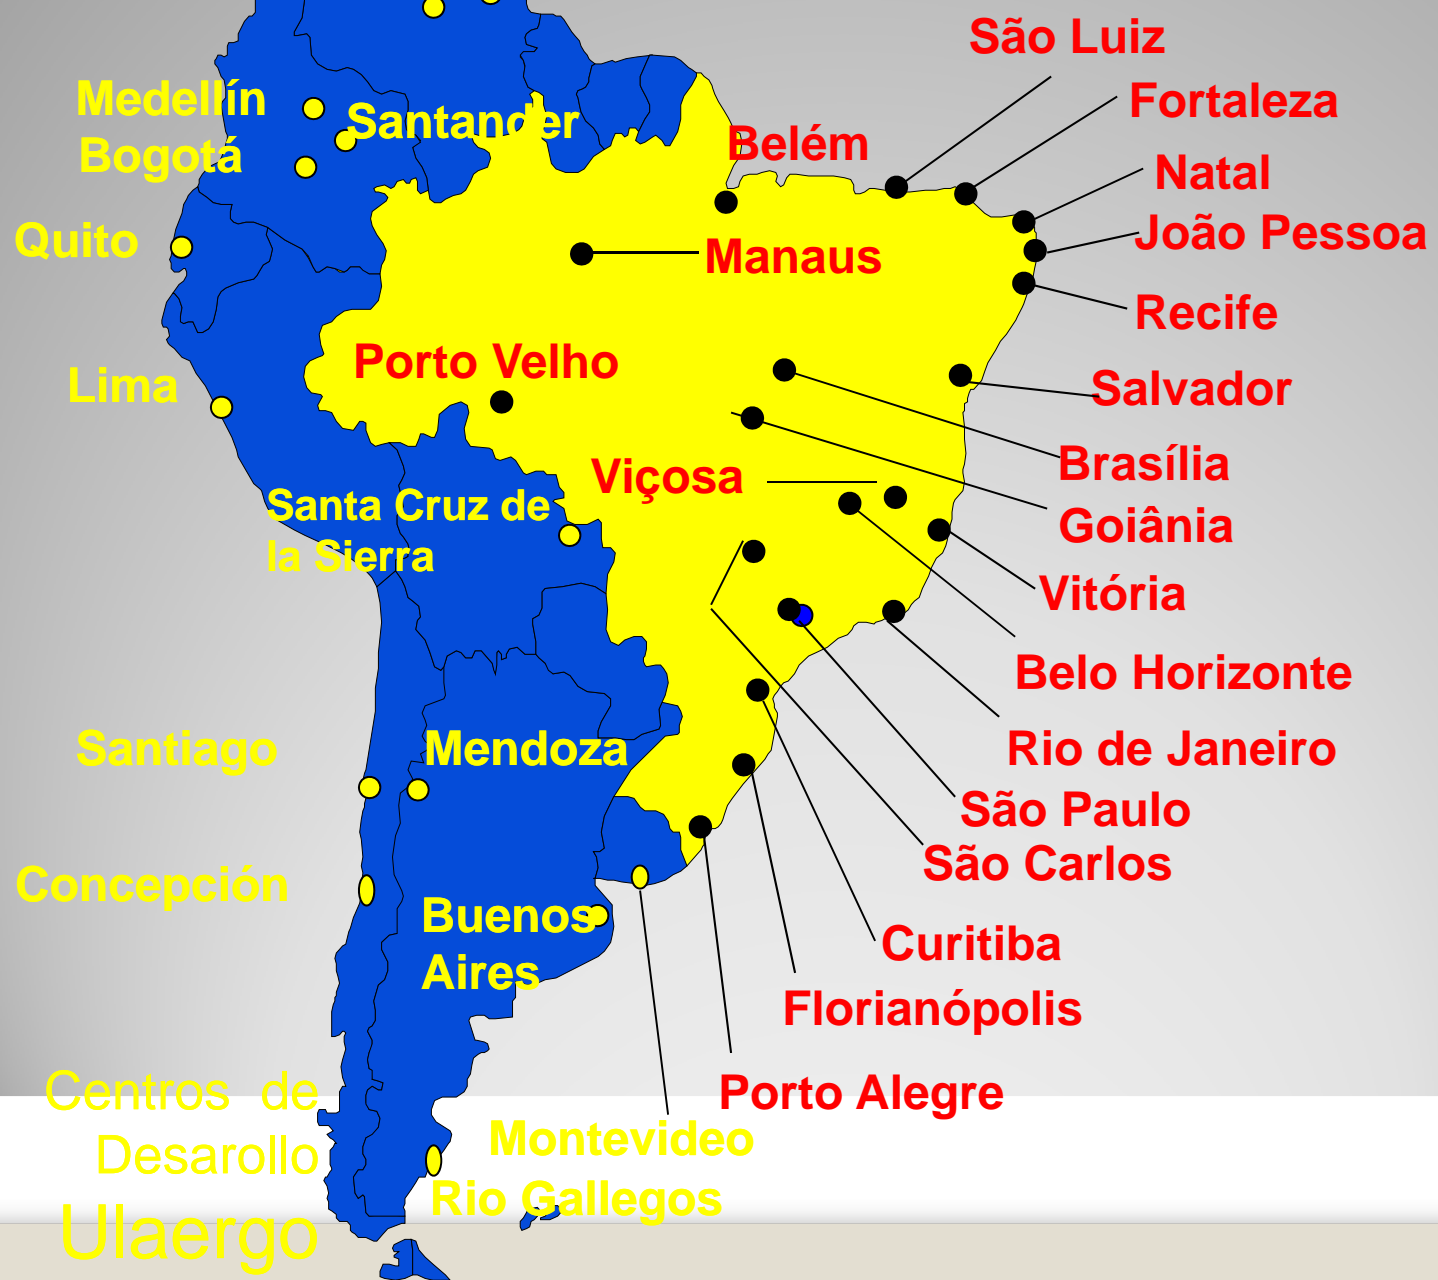 São Luiz
Medellín
Fortaleza
Santander
Belém
Bogotá
Natal
Quito
João Pessoa
Manaus
Recife
Porto Velho
Lima
Salvador
Brasília
Viçosa
Santa Cruz de
la Sierra
Goiânia
Vitória
Belo Horizonte
Santiago
Mendoza
Rio de Janeiro
São Paulo
São Carlos
Concepción
Buenos
Aires
Curitiba
Florianópolis
Porto Alegre
Centros de
Desarollo
Ulaergo
Montevideo
Rio Gallegos